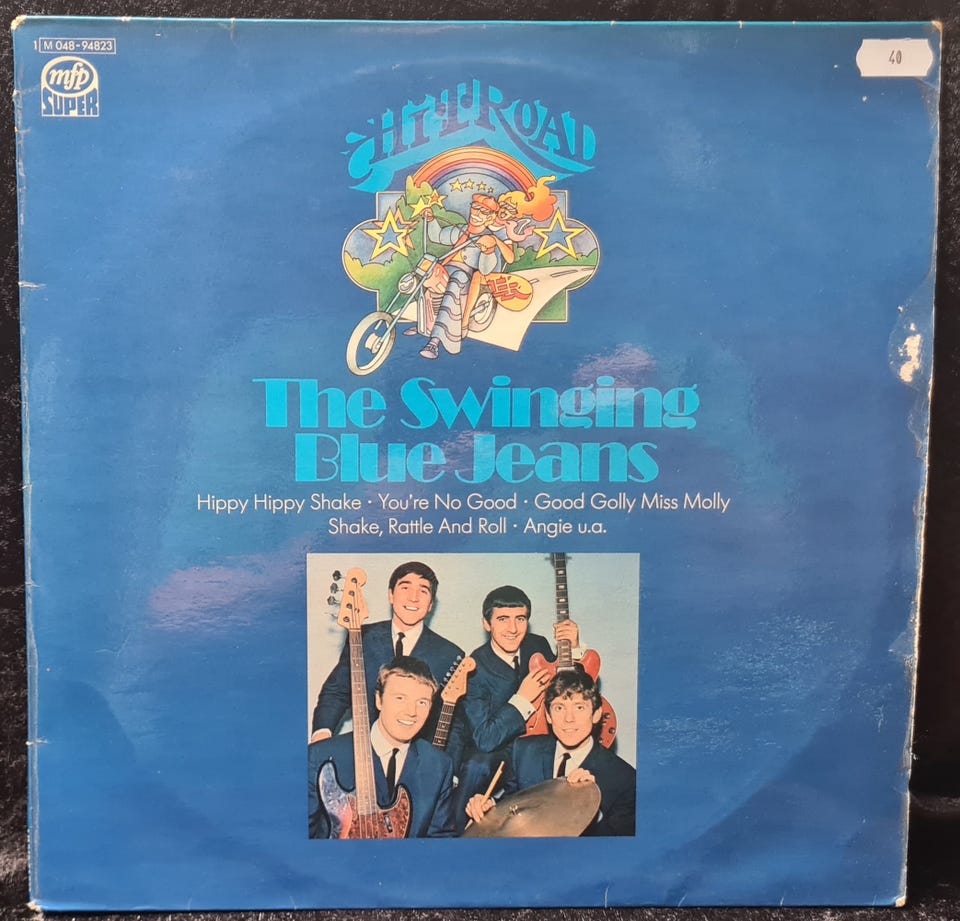 1 M 048-94823
mfp
SUPER
40
HIT ROAD
HR
The Swinging
Blue Jeans
Hippy Hippy Shake · You're No Good · Good Golly Miss Molly
Shake, Rattle And Roll · Angie u.a.